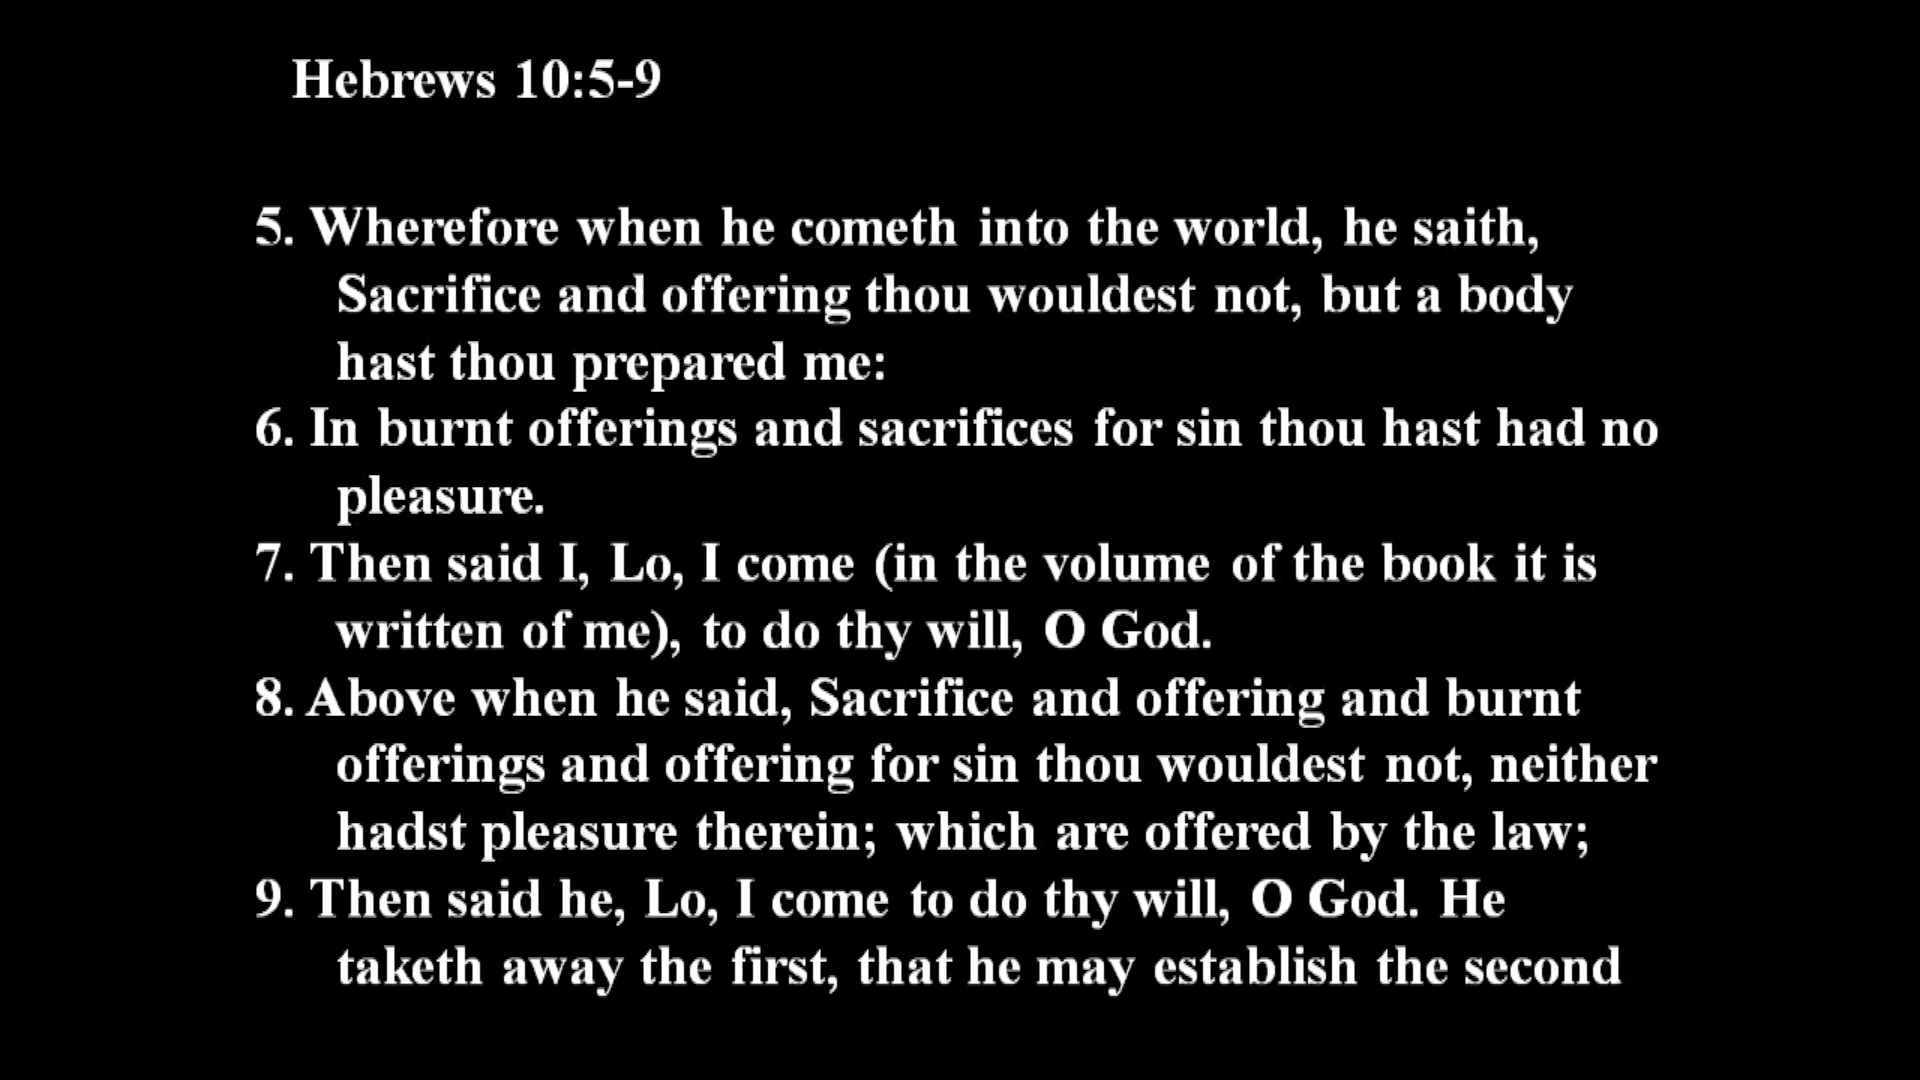 Hebrews 10:5-9
5. Wherefore when he cometh into the world, he saith,
Sacrifice and offering thou wouldest not, but a body
hast thou prepared me:
6. In burnt offerings and sacrifices for sin thou hast had no
pleasure.
7. Then said I, Lo, I come (in the volume of the book it is
written of me), to do thy will, O God.
8. Above when he said, Sacrifice and offering and burnt
offerings and offering for sin thou wouldest not, neither
hadst pleasure therein; which are offered by the law;
9. Then said he, Lo, I come to do thy will, O God. He
taketh away the first, that he may establish the second